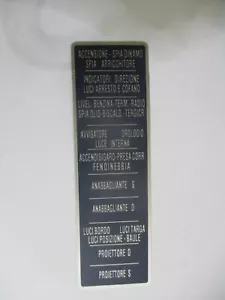 ACCENSIONE - SPIA DINAMO
SPIA ARRICCHITORE
INDICATORI DIREZIONE
LUCI ARRESTO E COFANO
LIVEL. BENZINA-TERM.-RADIO
SPIA OLIO-RISCALD. TERGICR.
AVVISATORE OROLOGIO
LUCE INTERNA
ACCENDISIGARO-PRESA CORR.
FENDINEBBIA
ANABBAGLIANTE S
ANABBAGLIANTE D
LUCI BORDO LUCI TARGA
LUCI POSIZIONE - BAULE
PROIETTORE D
PROIETTORE S